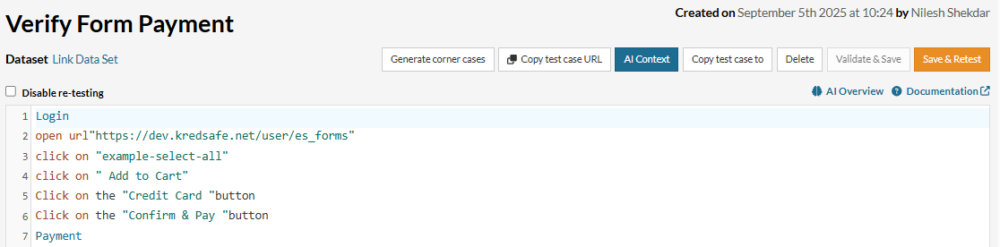 Created on September 5th 2025 at 10:24 by Nilesh Shekdar
Verify Form Payment
Dataset Link Data Set
Generate corner cases Copy test case URL AI Context Copy test case to Delete Validate & Save Save & Retest
Disable re-testing AI Overview Documentation
1 Login
2 open url"https://dev.kredsafe.net/user/es_forms"
3 click on "example-select-all"
4 click on " Add to Cart"
5 Click on the "Credit Card "button
6 Click on the "Confirm & Pay "button
7 Payment